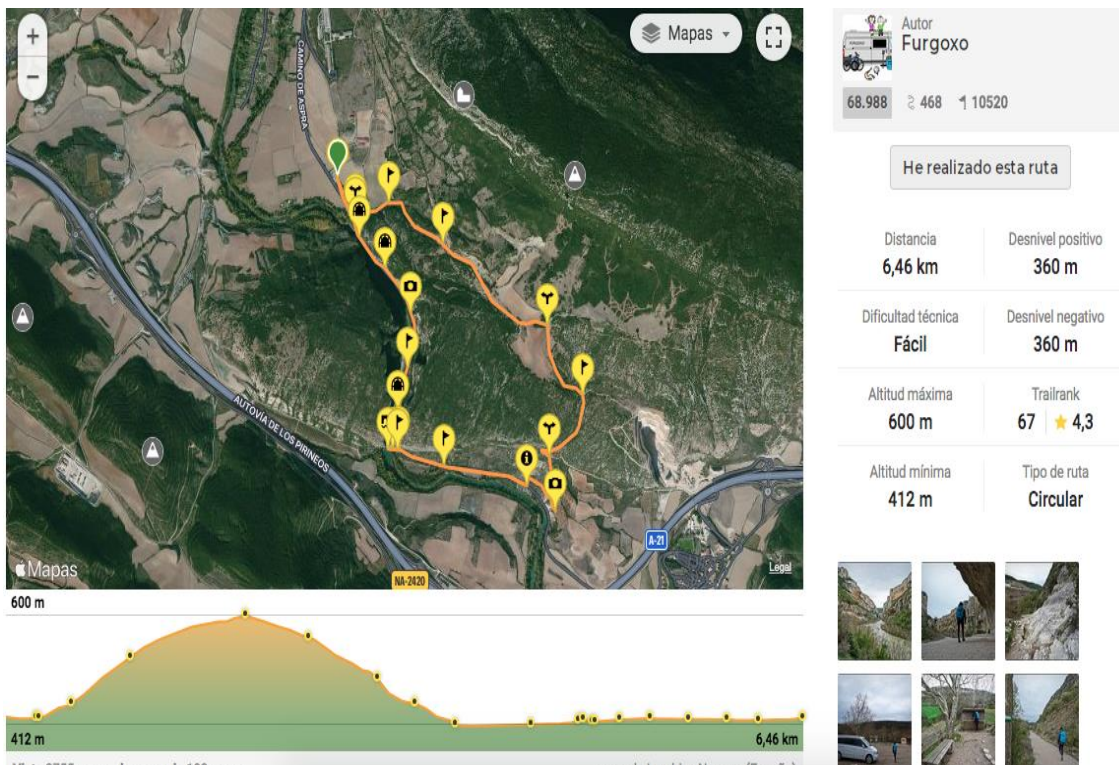 Mapas
CAMINO DE ASPRA
AUTOVÍA DE LOS PIRINEOS
A-21
NA-2420
Mapas
Legal
600 m
412 m
6,46 km
Autor
Furgoxo
FURGOXO
68.988 468 10520
He realizado esta ruta
Distancia
6,46 km
Desnivel positivo
360 m
Dificultad técnica
Fácil
Desnivel negativo
360 m
Altitud máxima
600 m
Trailrank
67 4,3
Altitud mínima
412 m
Tipo de ruta
Circular